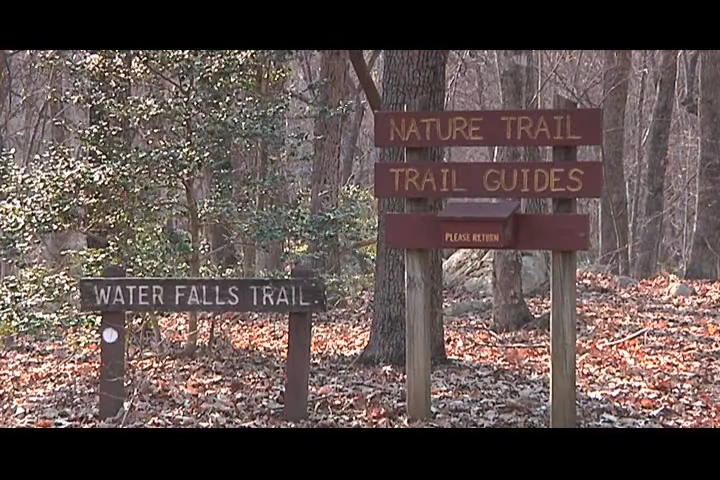 NATURE TRAIL
TRAIL GUIDES
PLEASE RETURN
WATER FALLS TRAIL